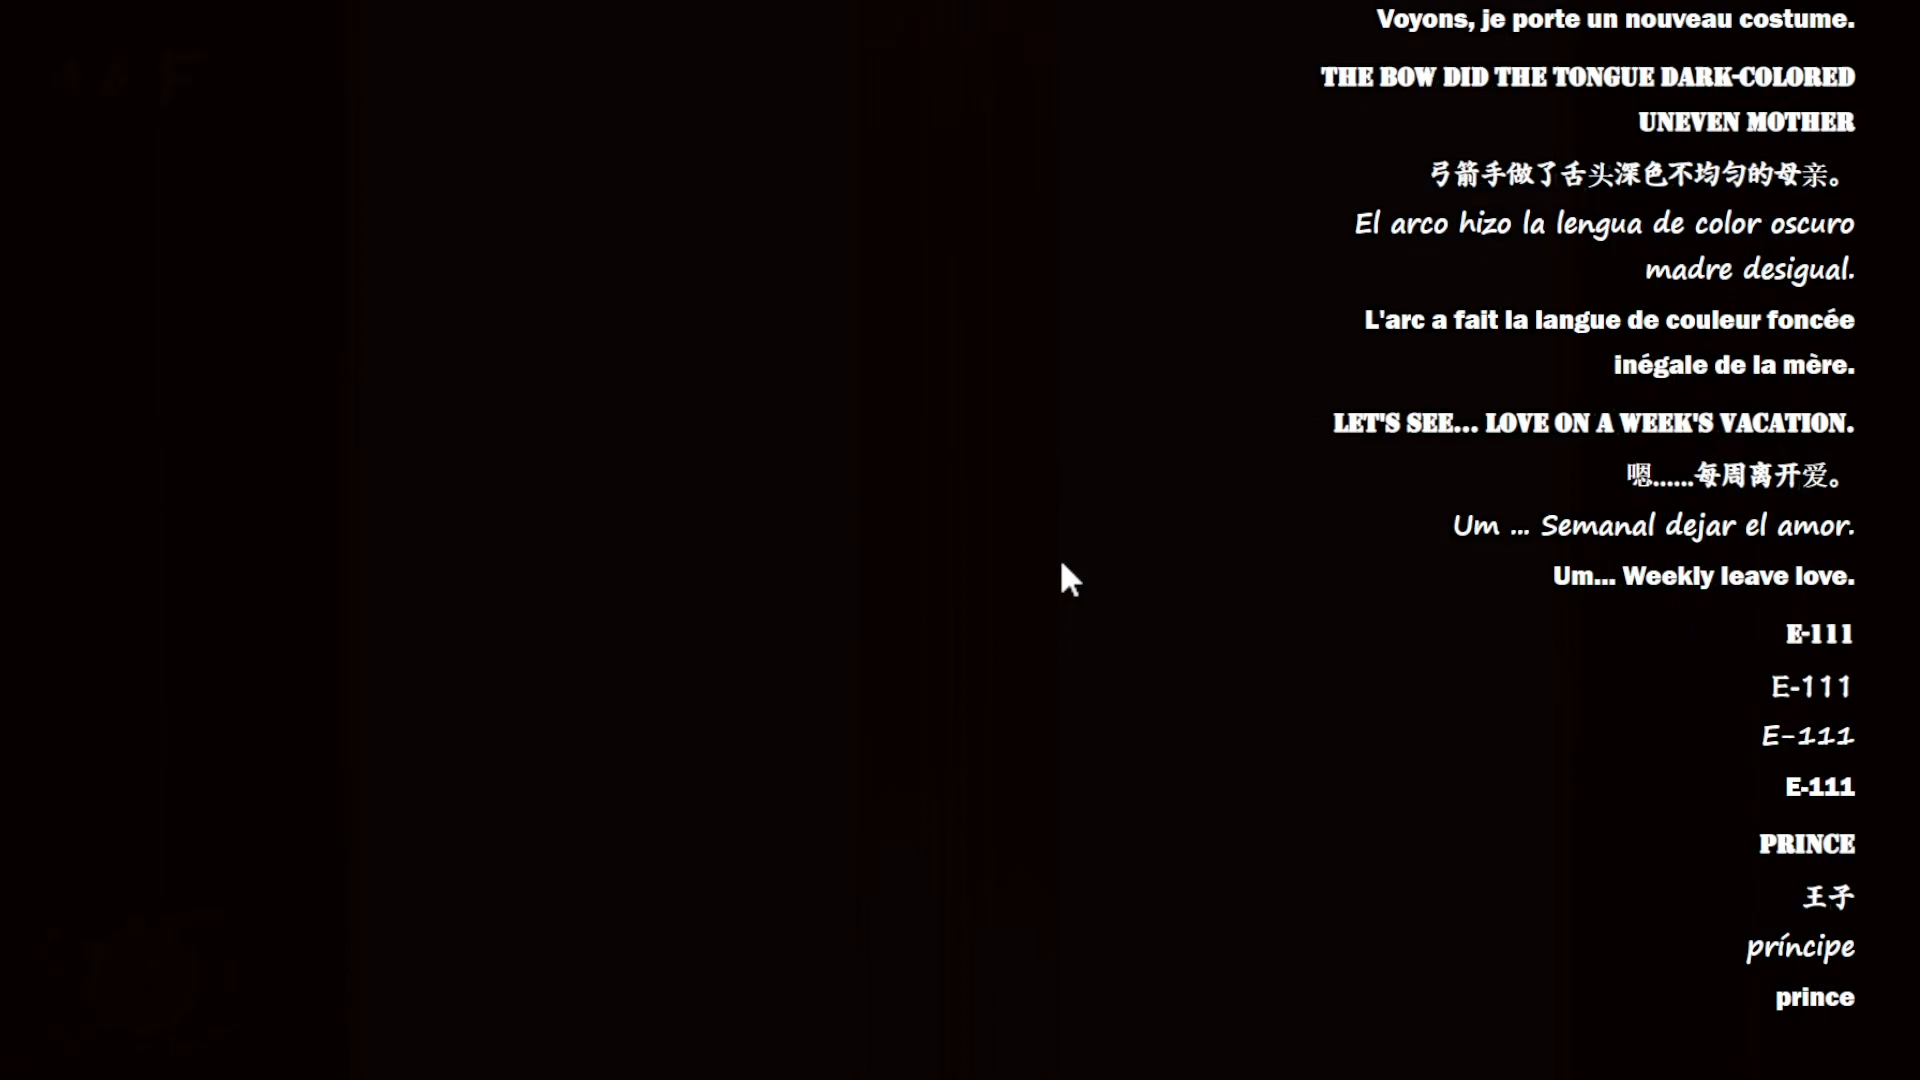 Voyons, je porte un nouveau costume.
THE BOW DID THE TONGUE DARK-COLORED
UNEVEN MOTHER
弓箭手做了舌头深色不均匀的母亲。
El arco hizo la lengua de color oscuro
madre desigual.
L'arc a fait la langue de couleur foncée
inégale de la mère.
LET'S SEE... LOVE ON A WEEK'S VACATION.
嗯......每周离开爱。
Um ... Semanal dejar el amor.
Um... Weekly leave love.
E-111
E-111
E-111
E-111
PRINCE
王子
príncipe
prince